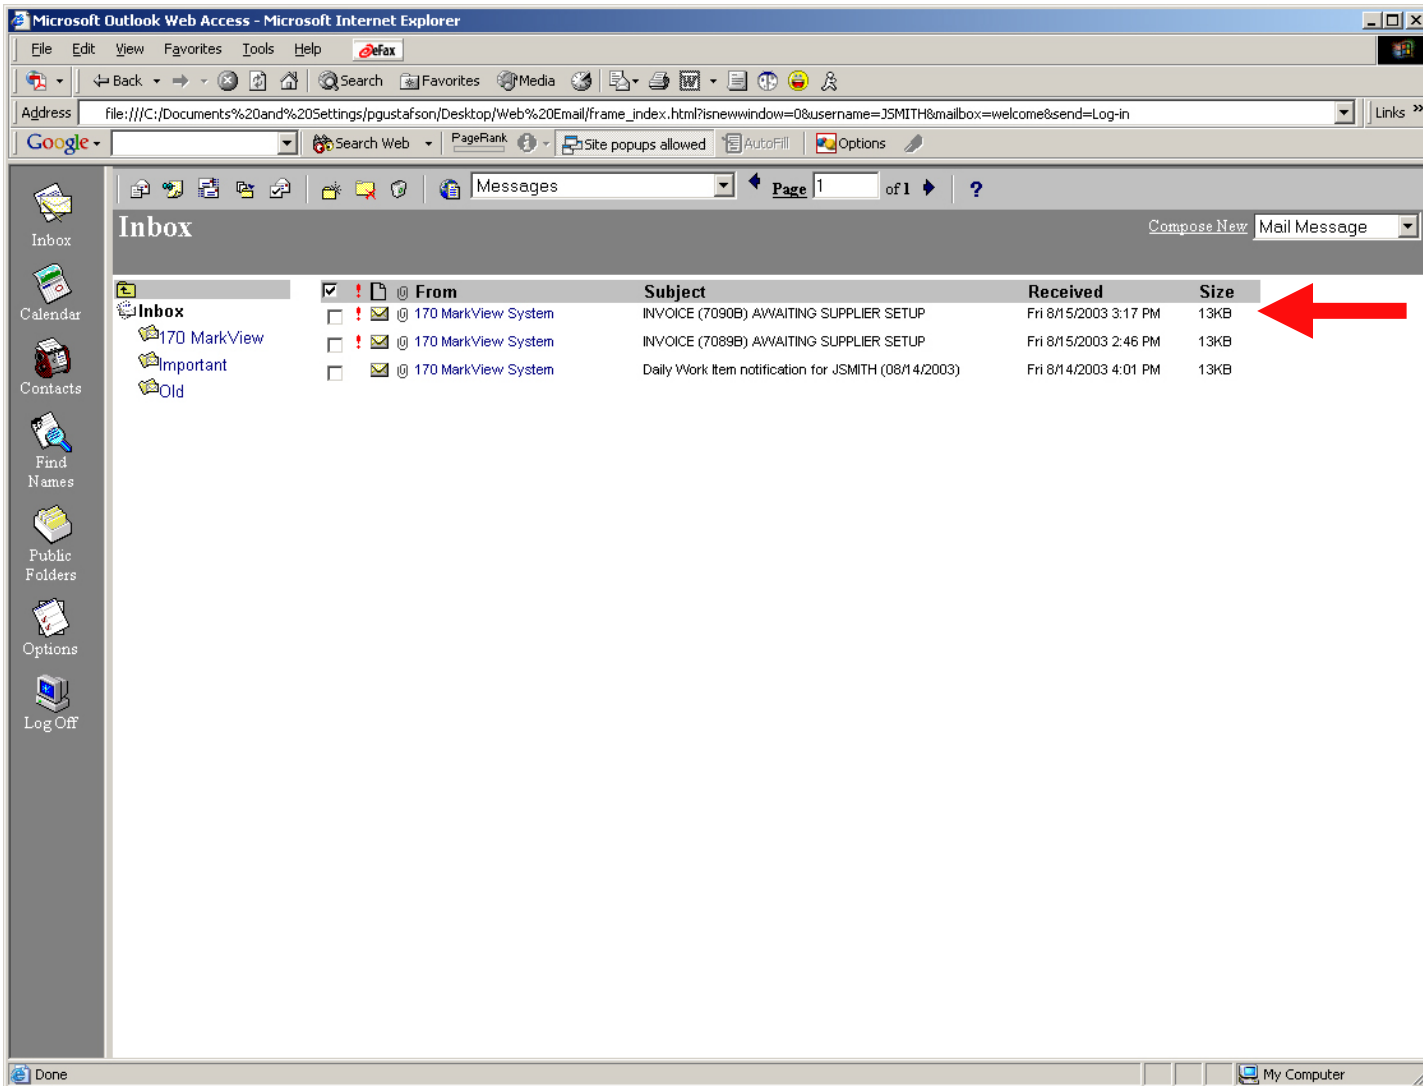 Microsoft Outlook Web Access - Microsoft Internet Explorer
File Edit View Favorites Tools Help eFax
Back Search Favorites Media
Address file:///C:/Documents%20and%20Settings/pgustafson/Desktop/Web%20Email/frame_index.html?isnewwindow=0&username=JSMITH&mailbox=welcome&send=Log-in Links »
Google Search Web PageRank Site popups allowed AutoFill Options
Messages Page 1 of 1 ?
Inbox
Compose New Mail Message
Inbox
Calendar
Contacts
Find
Names
Public
Folders
Options
Log Off
Inbox
170 MarkView
Important
Old
! From Subject Received Size
! 170 MarkView System INVOICE (7090B) AWAITING SUPPLIER SETUP Fri 8/15/2003 3:17 PM 13KB
! 170 MarkView System INVOICE (7089B) AWAITING SUPPLIER SETUP Fri 8/15/2003 2:46 PM 13KB
170 MarkView System Daily Work Item notification for JSMITH (08/14/2003) Fri 8/14/2003 4:01 PM 13KB
Done My Computer